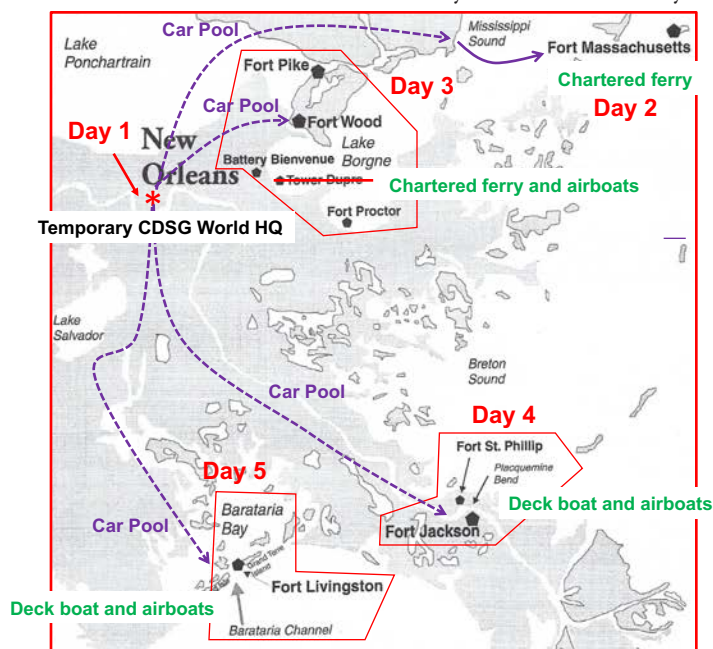 Mississippi
Sound
Car Pool
Lake
Ponchartrain
Fort Massachusetts
Fort Pike
Day 3
Chartered ferry
Car Pool
Day 2
Day 1
Fort Wood
New
Orleans
Lake
Borgne
Battery Bienvenue
Tower Dupre
Chartered ferry and airboats
Fort Proctor
Temporary CDSG World HQ
Lake
Salvador
Breton
Sound
Car Pool
Day 4
Fort St. Phillip
Placquemine
Bend
Day 5
Deck boat and airboats
Car Pool
Barataria
Bay
Fort Jackson
Grand Terre
Island
Fort Livingston
Deck boat and airboats
Barataria Channel